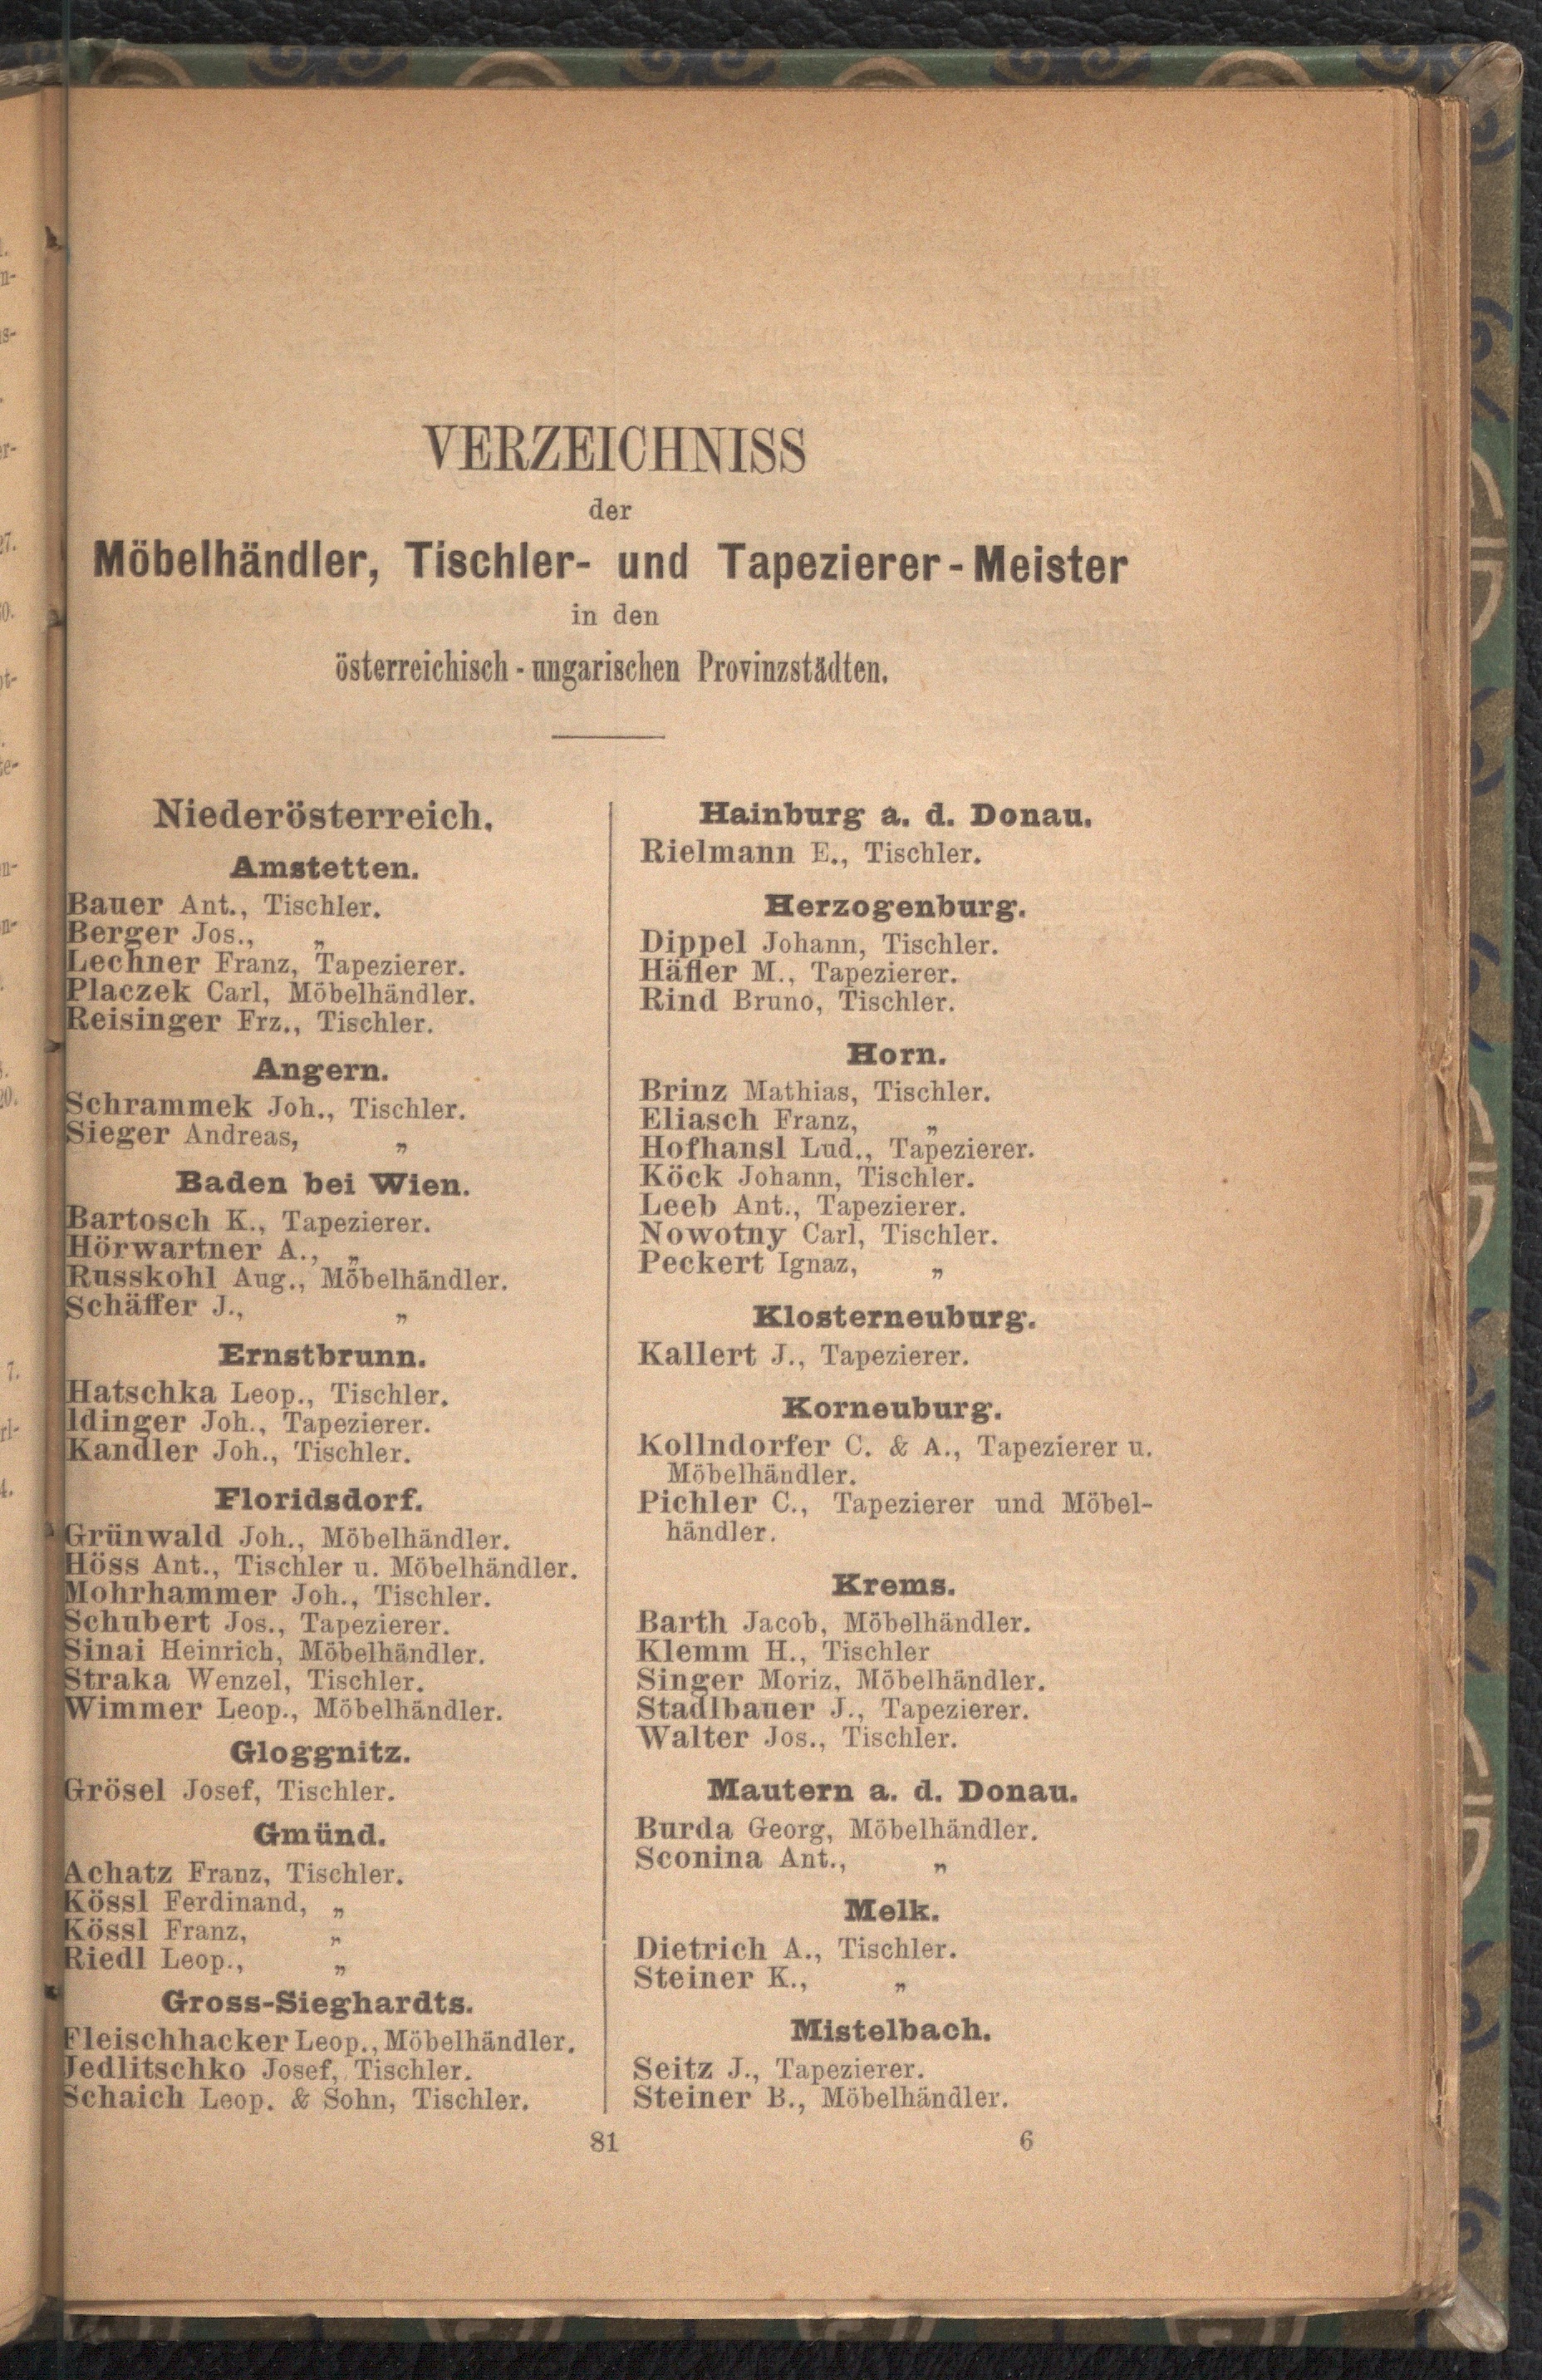 VERZEICHNISS
der
Möbelhändler, Tischler- und Tapezierer-Meister
in den
österreichisch-ungarischen Provinzstädten.
Niederösterreich.
Amstetten.
Bauer Ant., Tischler.
Berger Jos., „
Lechner Franz, Tapezierer.
Placzek Carl, Möbelhändler.
Reisinger Frz., Tischler.
Angern.
Schrammek Joh., Tischler.
Sieger Andreas, „
Baden bei Wien.
Bartosch K., Tapezierer.
Hörwartner A., „
Russkohl Aug., Möbelhändler.
Schäffer J., „
Ernstbrunn.
Hatschka Leop., Tischler.
Idinger Joh., Tapezierer.
Kandler Joh., Tischler.
Floridsdorf.
Grünwald Joh., Möbelhändler.
Höss Ant., Tischler u. Möbelhändler.
Mohrhammer Joh., Tischler.
Schubert Jos., Tapezierer.
Sinai Heinrich, Möbelhändler.
Straka Wenzel, Tischler.
Wimmer Leop., Möbelhändler.
Gloggnitz.
Grösel Josef, Tischler.
Gmünd.
Achatz Franz, Tischler.
Kössl Ferdinand, „
Kössl Franz, „
Riedl Leop., „
Gross-Sieghardts.
Fleischhacker Leop., Möbelhändler.
Jedlitschko Josef, Tischler.
Schaich Leop. & Sohn, Tischler.
Hainburg a. d. Donau.
Rielmann E., Tischler.
Herzogenburg.
Dippel Johann, Tischler.
Häfler M., Tapezierer.
Rind Bruno, Tischler.
Horn.
Brinz Mathias, Tischler.
Eliasch Franz, „
Hofhansl Lud., Tapezierer.
Köck Johann, Tischler.
Leeb Ant., Tapezierer.
Nowotny Carl, Tischler.
Peckert Ignaz, „
Klosterneuburg.
Kallert J., Tapezierer.
Korneuburg.
Kollndorfer C. & A., Tapezierer u.
Möbelhändler.
Pichler C., Tapezierer und Möbel-
händler.
Krems.
Barth Jacob, Möbelhändler.
Klemm H., Tischler
Singer Moriz, Möbelhändler.
Stadlbauer J., Tapezierer.
Walter Jos., Tischler.
Mautern a. d. Donau.
Burda Georg, Möbelhändler.
Sconina Ant., „
Melk.
Dietrich A., Tischler.
Steiner K., „
Mistelbach.
Seitz J., Tapezierer.
Steiner B., Möbelhändler.
81 6